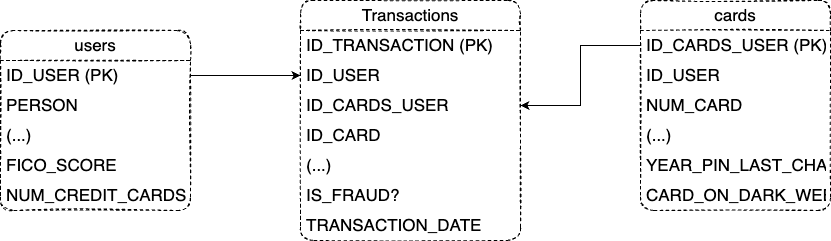 users
ID_USER (PK)
PERSON
(...)
FICO_SCORE
NUM_CREDIT_CARDS
Transactions
ID_TRANSACTION (PK)
ID_USER
ID_CARDS_USER
ID_CARD
(...)
IS_FRAUD?
TRANSACTION_DATE
cards
ID_CARDS_USER (PK)
ID_USER
NUM_CARD
(...)
YEAR_PIN_LAST_CHA
CARD_ON_DARK_WEI